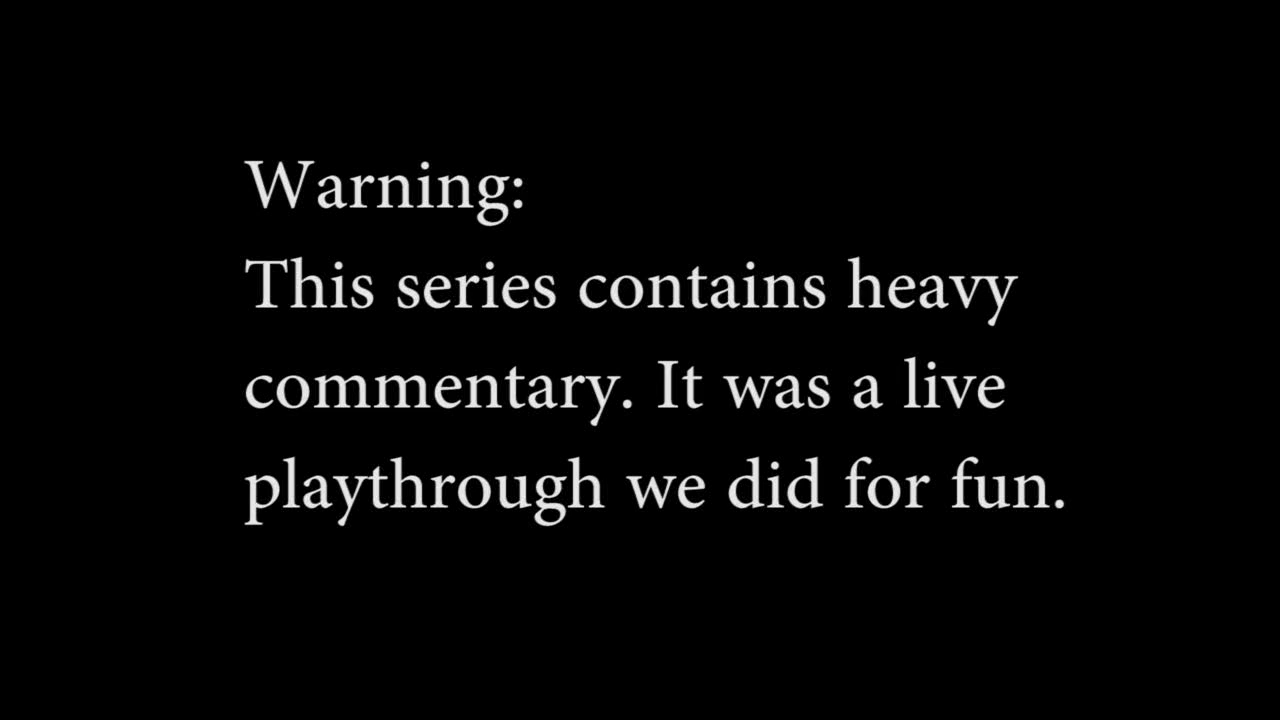 Warning:
This series contains heavy
commentary. It was a live
playthrough we did for fun.